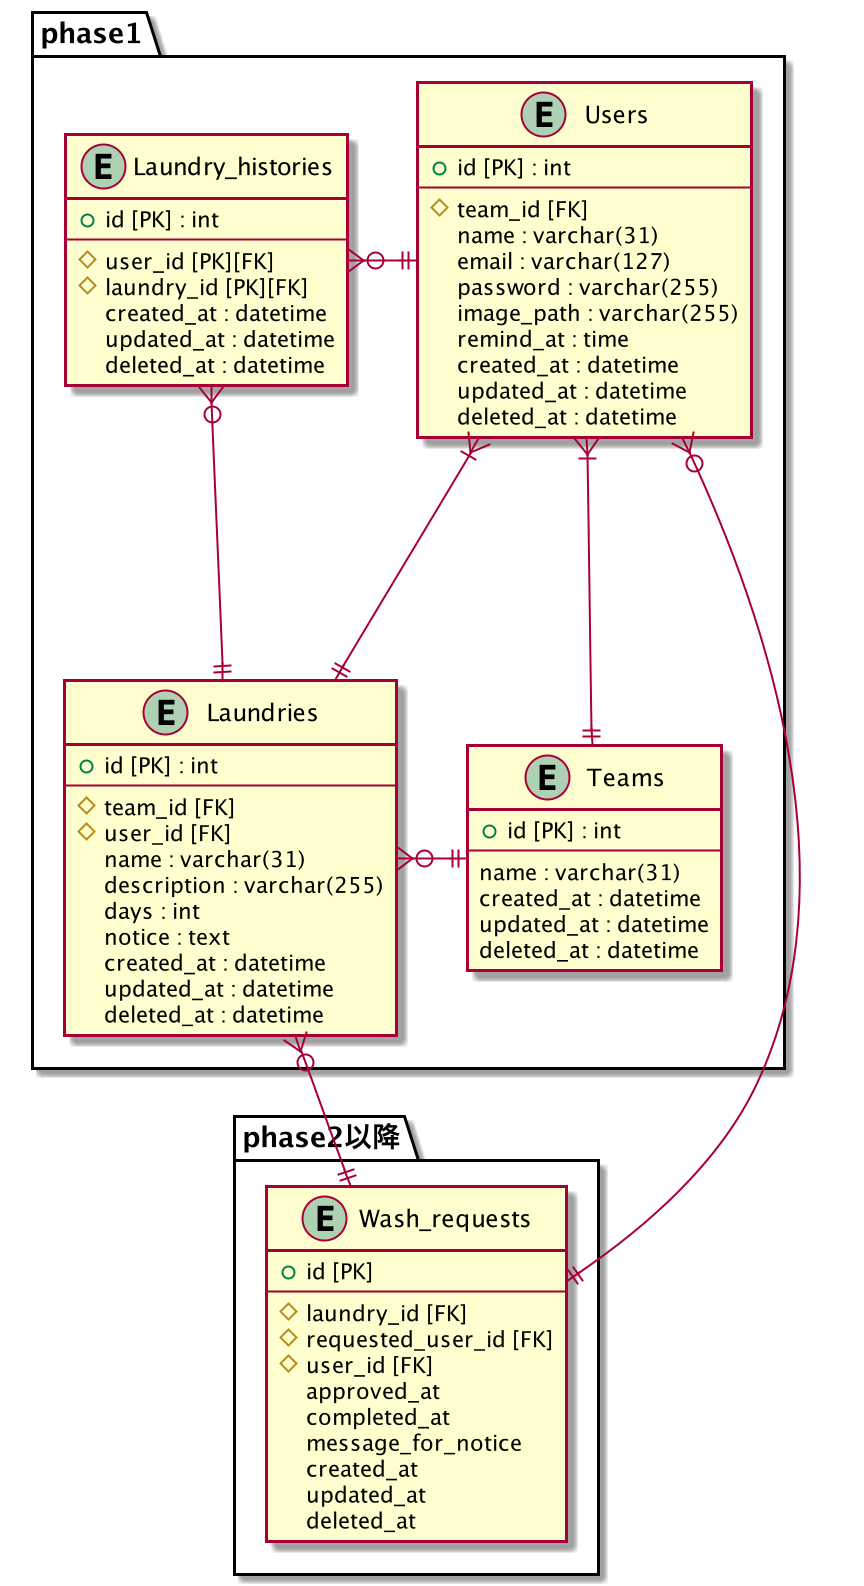 phase1
E Laundry_histories
id [PK] : int
user_id [PK][FK]
laundry_id [PK][FK]
created_at : datetime
updated_at : datetime
deleted_at : datetime
E Users
id [PK] : int
team_id [FK]
name : varchar(31)
email : varchar(127)
password : varchar(255)
image_path : varchar(255)
remind_at : time
created_at : datetime
updated_at : datetime
deleted_at : datetime
E Laundries
id [PK] : int
team_id [FK]
user_id [FK]
name : varchar(31)
description : varchar(255)
days : int
notice : text
created_at : datetime
updated_at : datetime
deleted_at : datetime
E Teams
id [PK] : int
name : varchar(31)
created_at : datetime
updated_at : datetime
deleted_at : datetime
phase2以降
E Wash_requests
id [PK]
laundry_id [FK]
requested_user_id [FK]
user_id [FK]
approved_at
completed_at
message_for_notice
created_at
updated_at
deleted_at